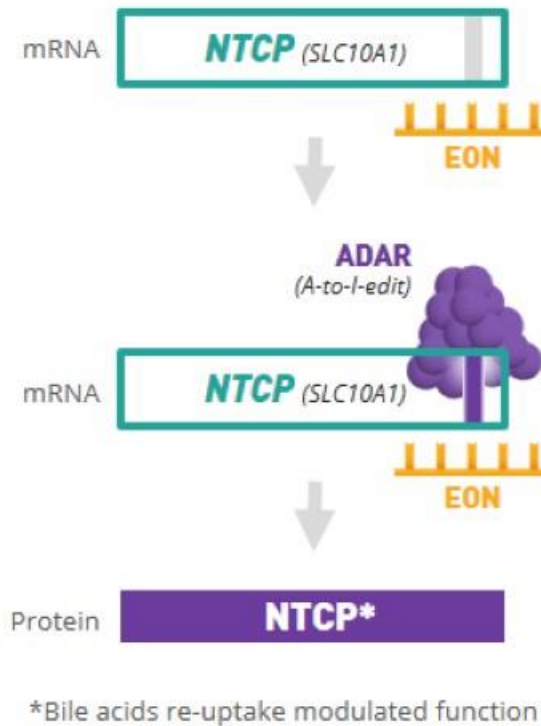 mRNA NTCP (SLC10A1)
EON
ADAR
(A-to-I-edit)
mRNA NTCP (SLC10A1)
EON
Protein NTCP*
*Bile acids re-uptake modulated function